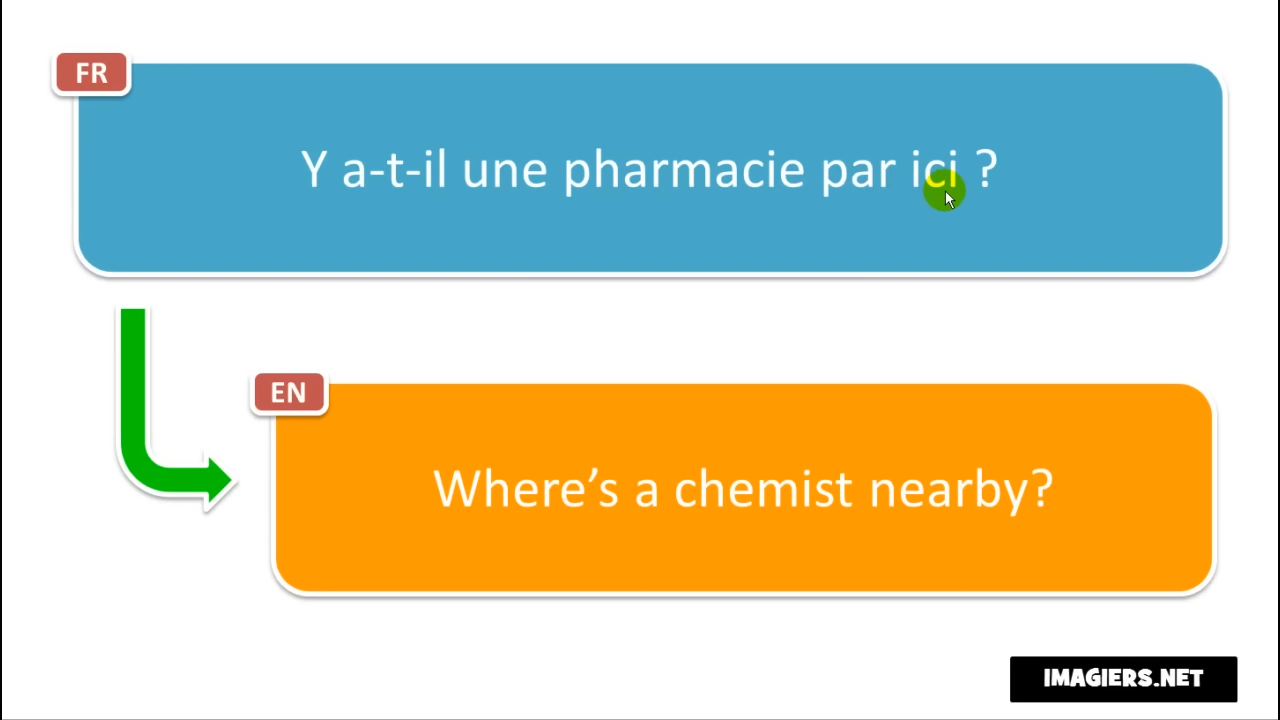 FR
Y a-t-il une pharmacie par ici ?
EN
Where’s a chemist nearby?
IMAGIERS.NET